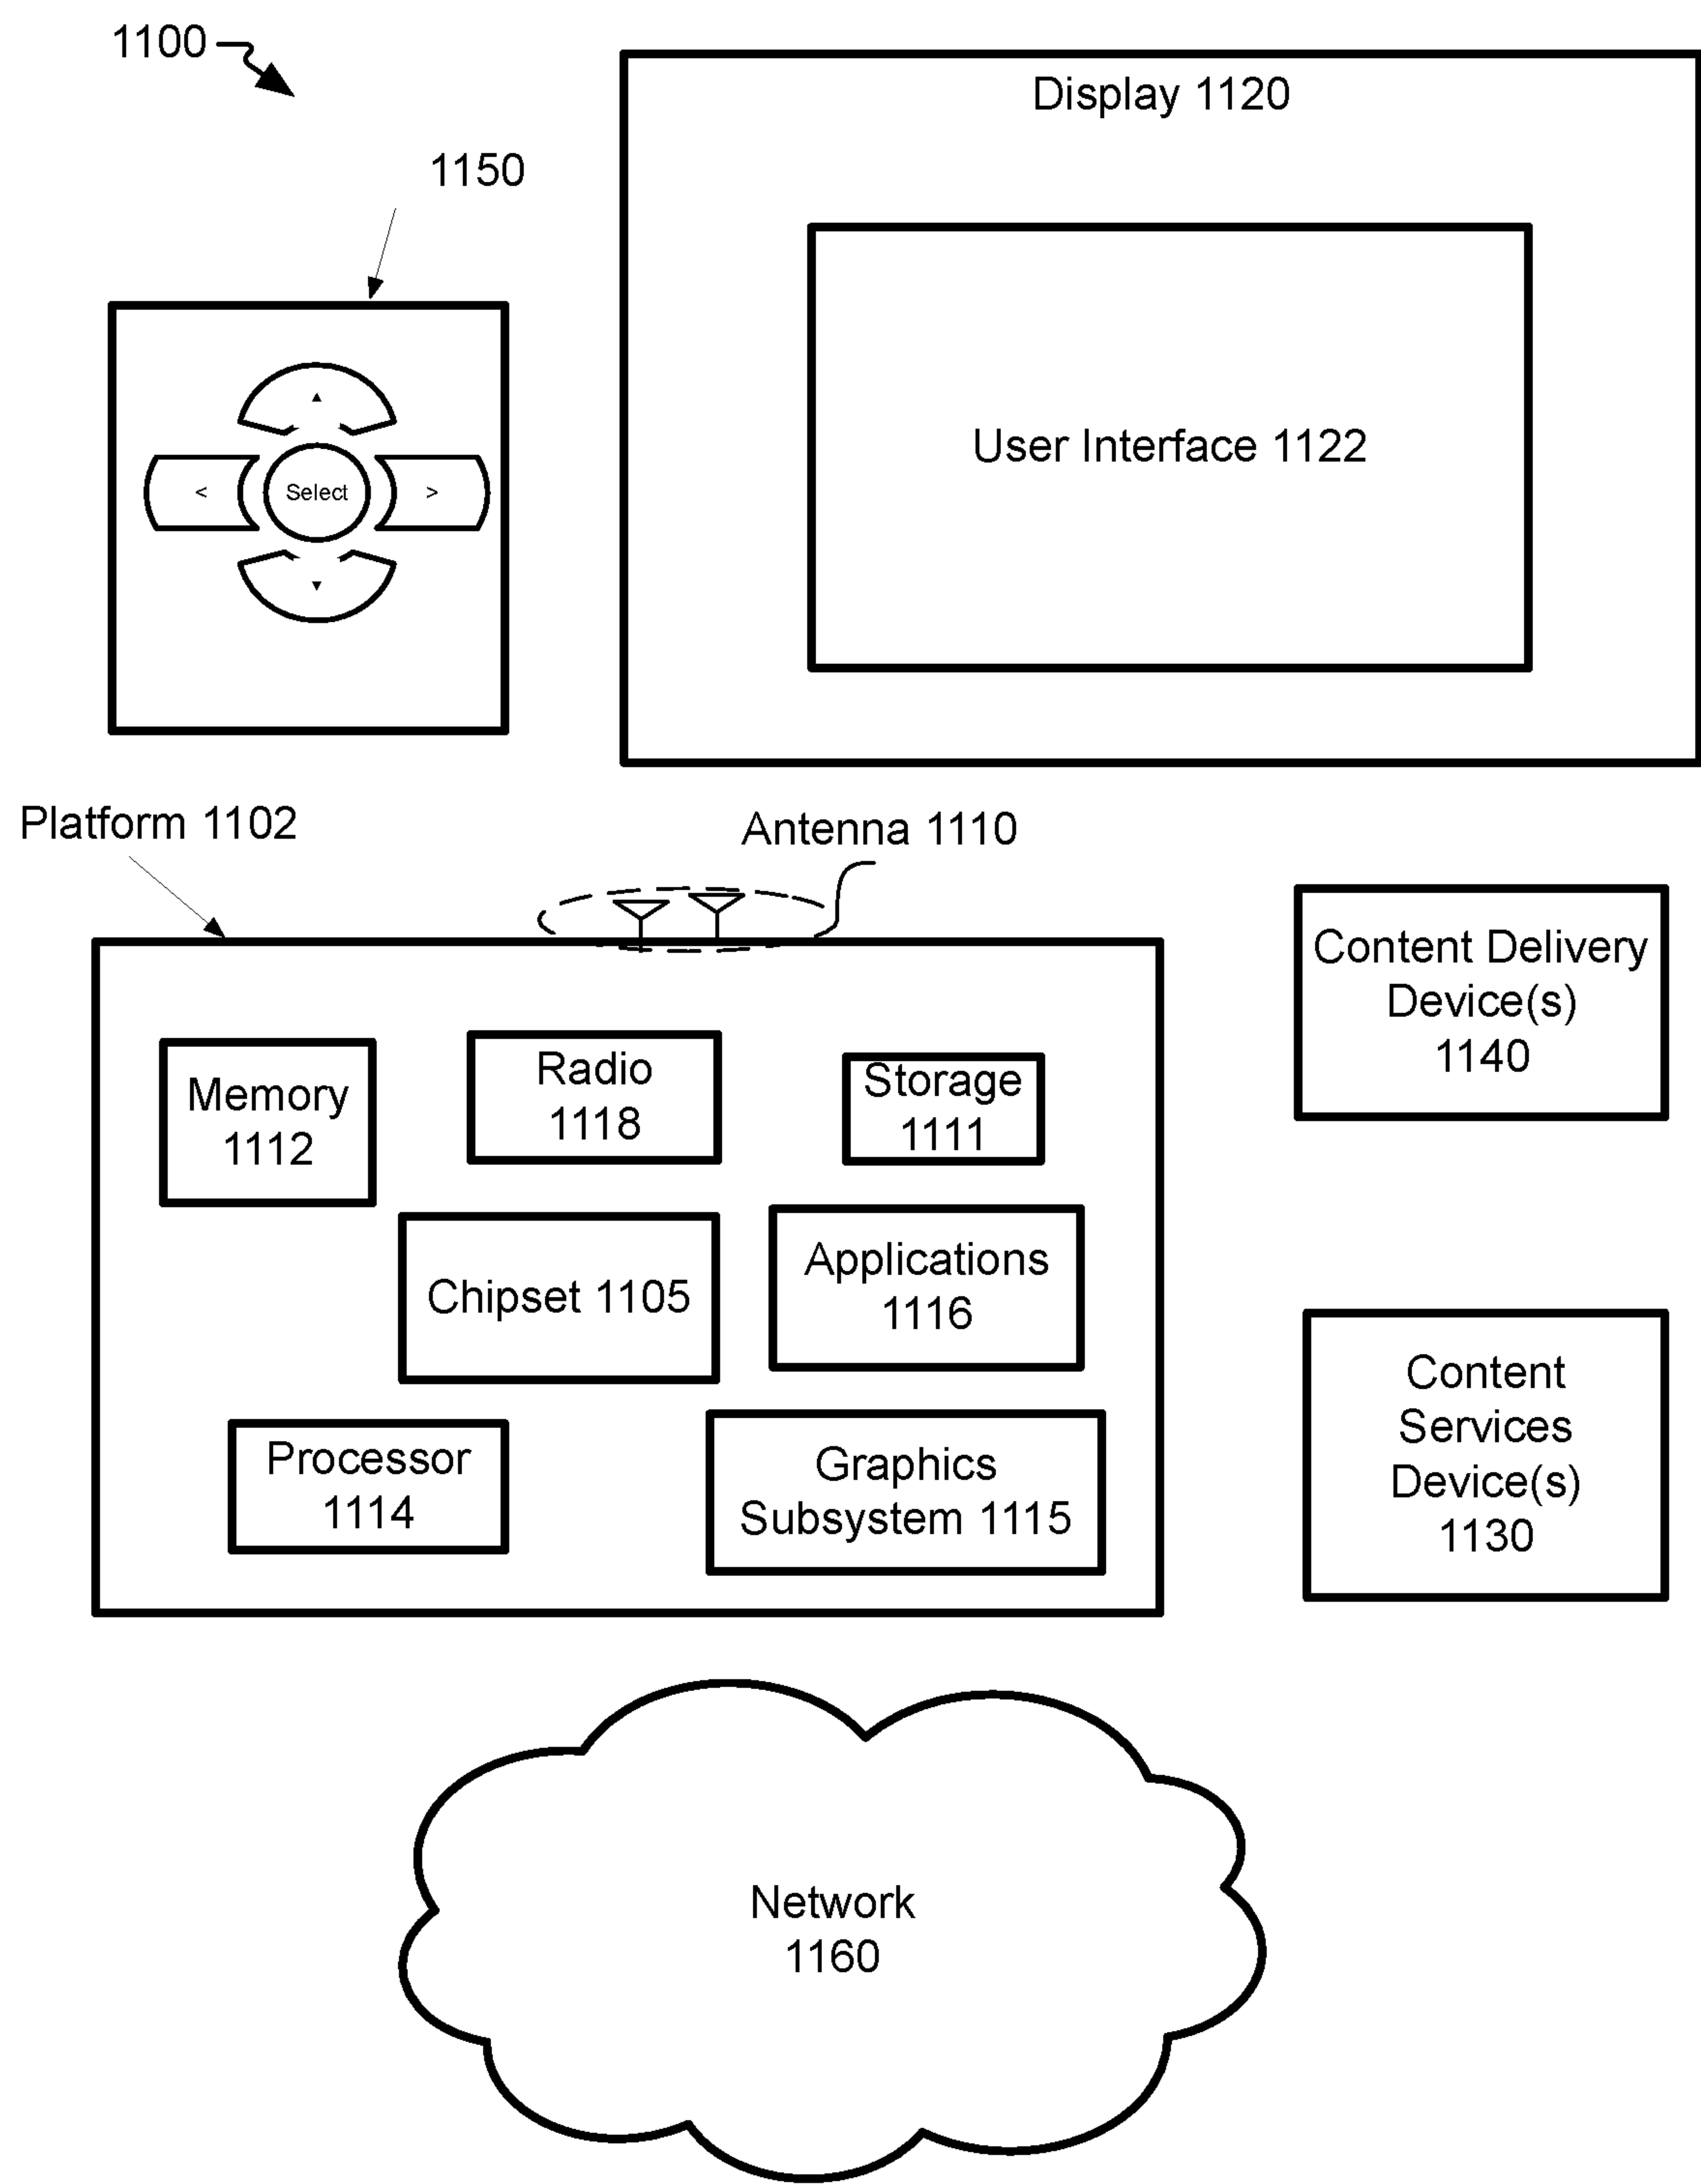 1100
Display 1120
1150
User Interface 1122
<
Select
>
Platform 1102
Antenna 1110
Content Delivery
Device(s)
1140
Memory
1112
Radio
1118
Storage
1111
Chipset 1105
Applications
1116
Content
Services
Device(s)
1130
Processor
1114
Graphics
Subsystem 1115
Network
1160